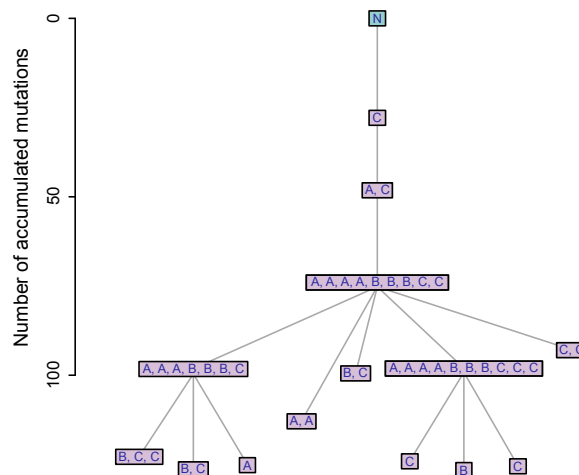 Number of accumulated mutations
0
50
100
N
C
A, C
A, A, A, A, B, B, B, C, C
C, C
A, A, A, B, B, B, C
B, C
A, A, A, A, B, B, B, C, C, C
A, A
B, C, C
B, C
A
C
B
C